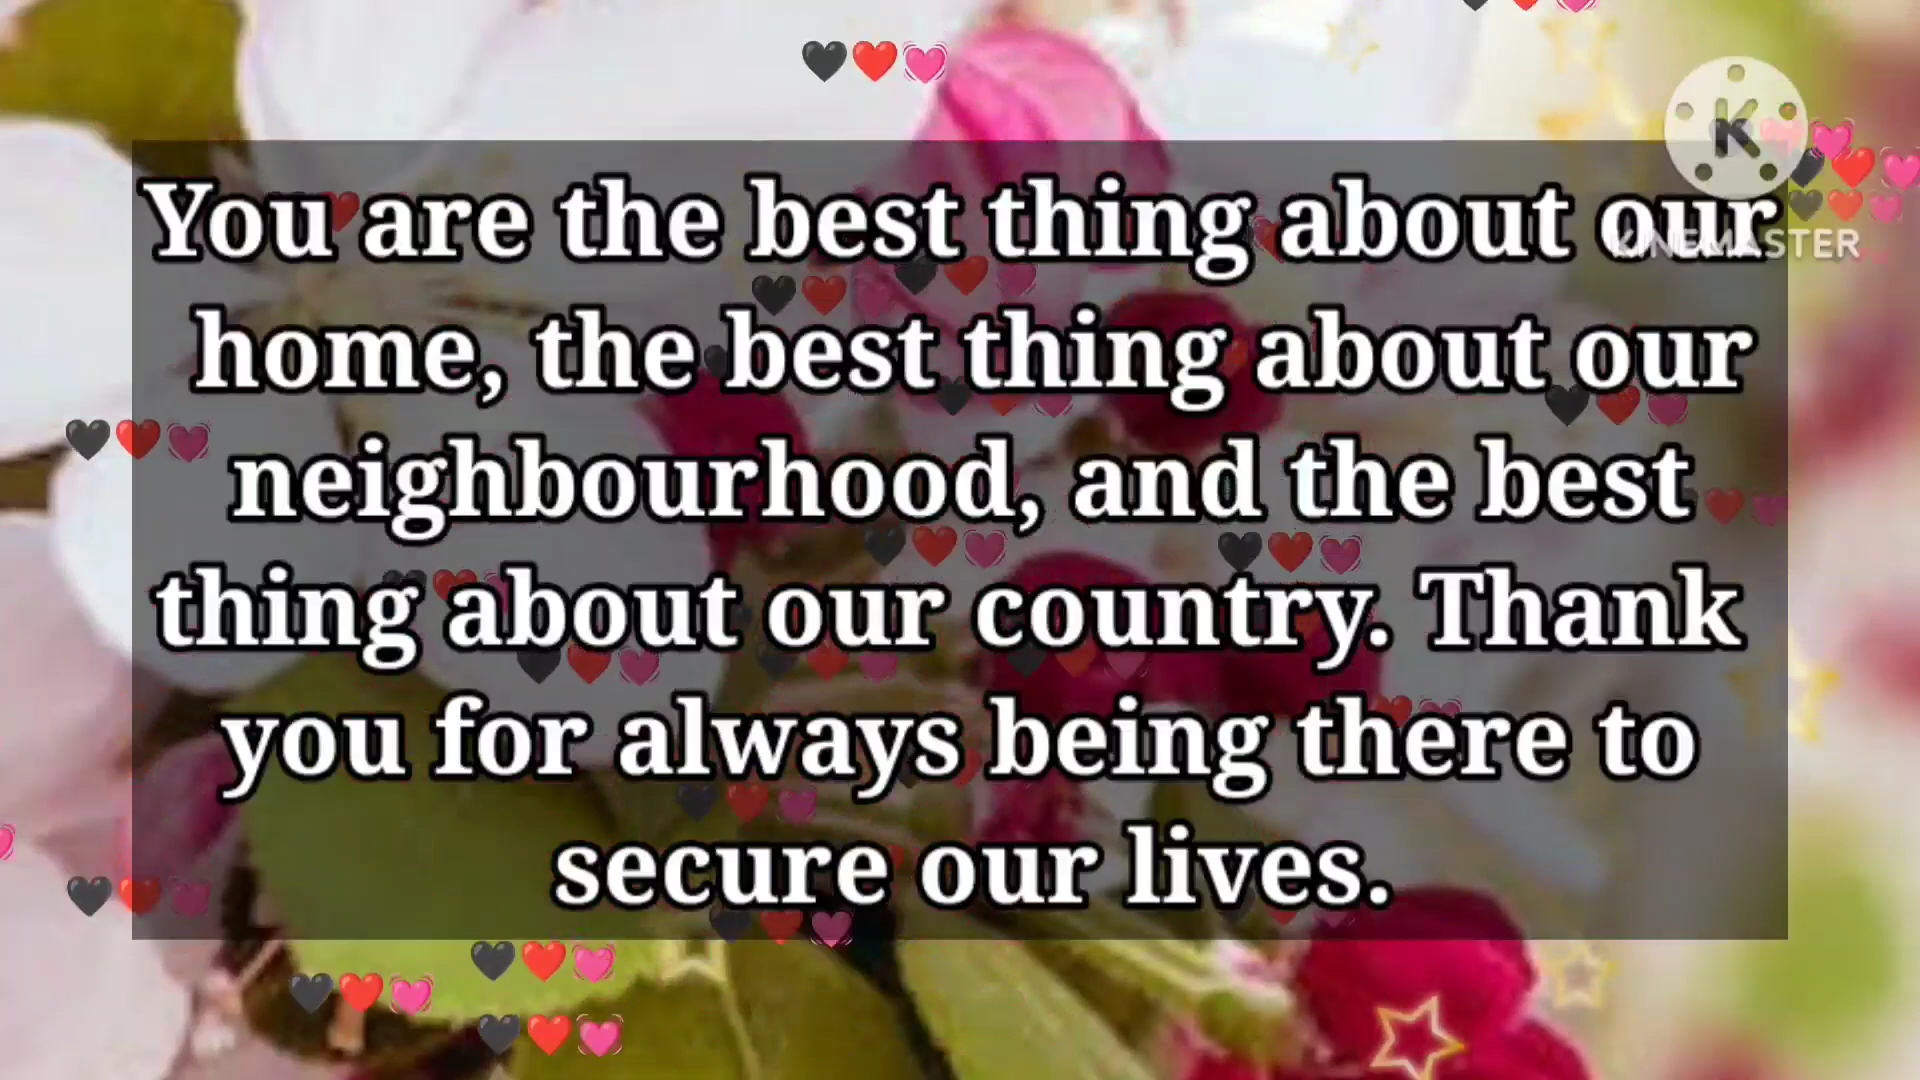 K
KINEMASTER
You are the best thing about our
home, the best thing about our
neighbourhood, and the best
thing about our country. Thank
you for always being there to
secure our lives.